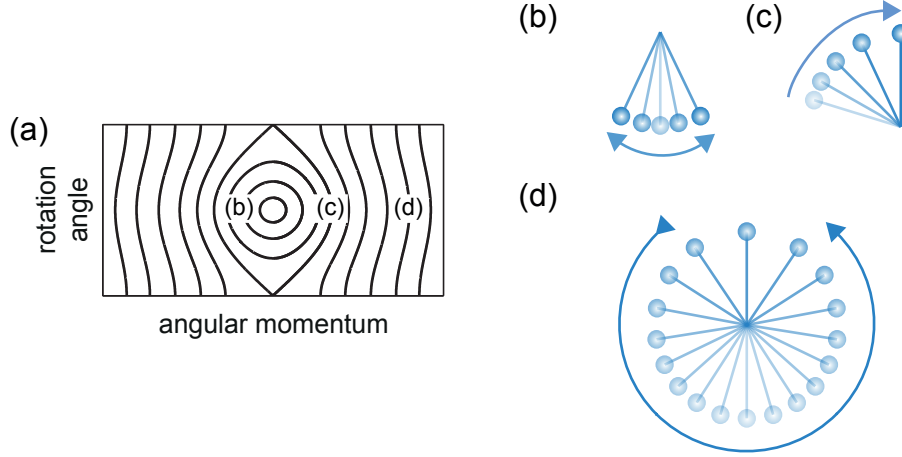 (a)
rotation
angle
(b)
(c)
(d)
angular momentum
(b)
(c)
(d)